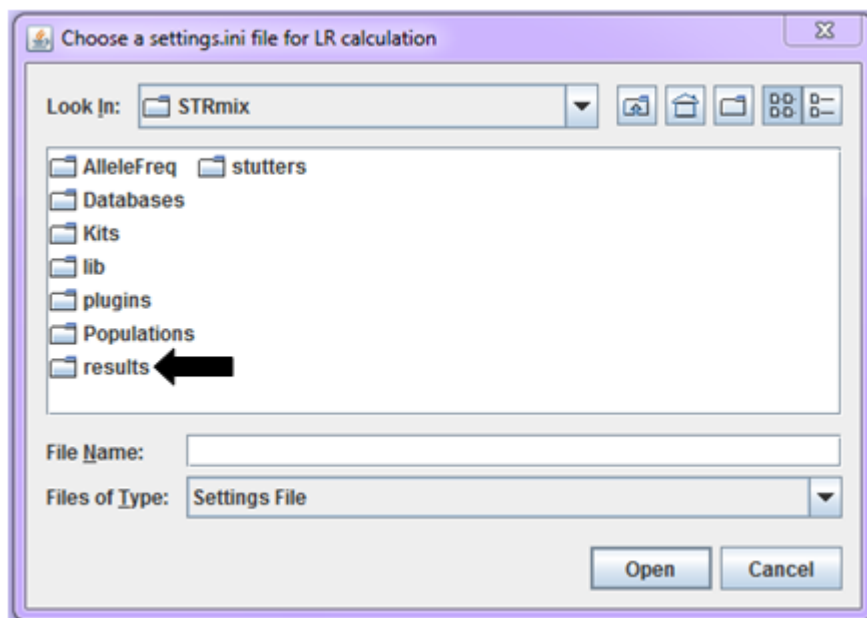 Choose a settings.ini file for LR calculation
Look In: STRmix
AlleleFreq stutters
Databases
Kits
lib
plugins
Populations
results
File Name:
Files of Type: Settings File
Open Cancel